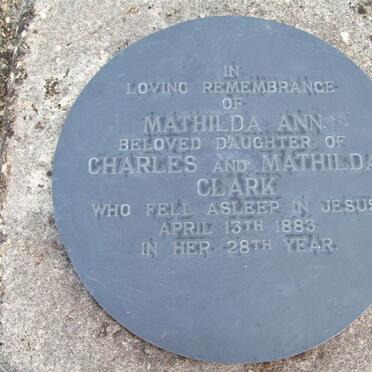 IN
LOVING REMEMBRANCE
OF
MATHILDA ANN
BELOVED DAUGHTER OF
CHARLES AND MATHILDA
CLARK
WHO FELL ASLEEP IN JESUS
APRIL 13TH 1883
IN HER 28TH YEAR.